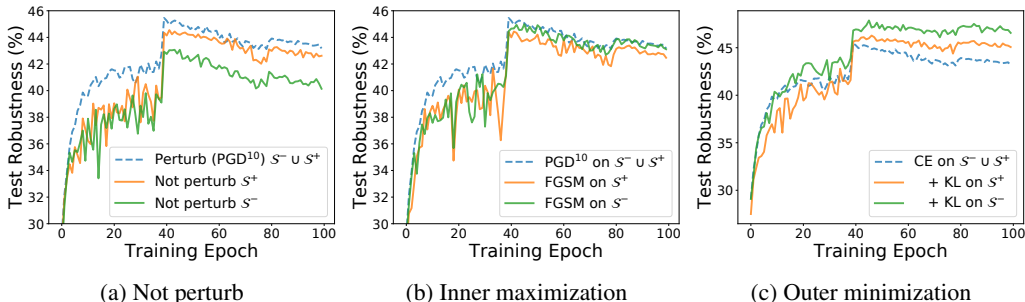 Test Robustness (%)
46
44
42
40
38
36
34
32
30
Perturb (PGD¹⁰) 𝒮⁻ ∪ 𝒮⁺
Not perturb 𝒮⁺
Not perturb 𝒮⁻
0 20 40 60 80 100
Training Epoch
(a) Not perturb
Test Robustness (%)
46
44
42
40
38
36
34
32
30
PGD¹⁰ on 𝒮⁻ ∪ 𝒮⁺
FGSM on 𝒮⁺
FGSM on 𝒮⁻
0 20 40 60 80 100
Training Epoch
(b) Inner maximization
Test Robustness (%)
45
40
35
30
CE on 𝒮⁻ ∪ 𝒮⁺
+ KL on 𝒮⁺
+ KL on 𝒮⁻
0 20 40 60 80 100
Training Epoch
(c) Outer minimization